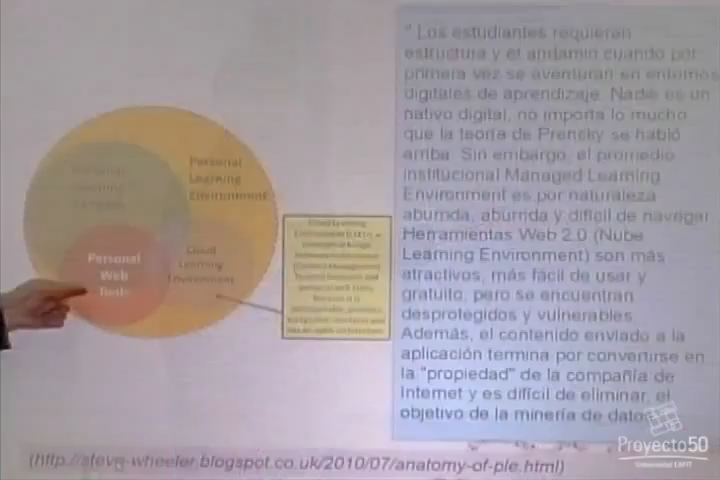 " Los estudiantes requieren
estructura y el andamio cuando por
primera vez se aventuran en entornos
digitales de aprendizaje. Nadie es un
nativo digital, no importa lo mucho
que la teoría de Prensky se habló
arriba. Sin embargo, el promedio
institucional Managed Learning
Environment es por naturaleza
aburrida, aburrida y difícil de navegar.
Herramientas Web 2.0 (Nube
Learning Environment) son más
atractivos, más fácil de usar y
gratuito, pero se encuentran
desprotegidos y vulnerables.
Además, el contenido enviado a la
aplicación termina por convertirse en
la "propiedad" de la compañía de
Internet y es difícil de eliminar, el
objetivo de la minería de datos
Personal
Learning
Environment
Personal
Web
Tools
Cloud
Learning
Environment
(http://steve-wheeler.blogspot.co.uk/2010/07/anatomy-of-ple.html)
Proyecto50
Universidad EAFIT